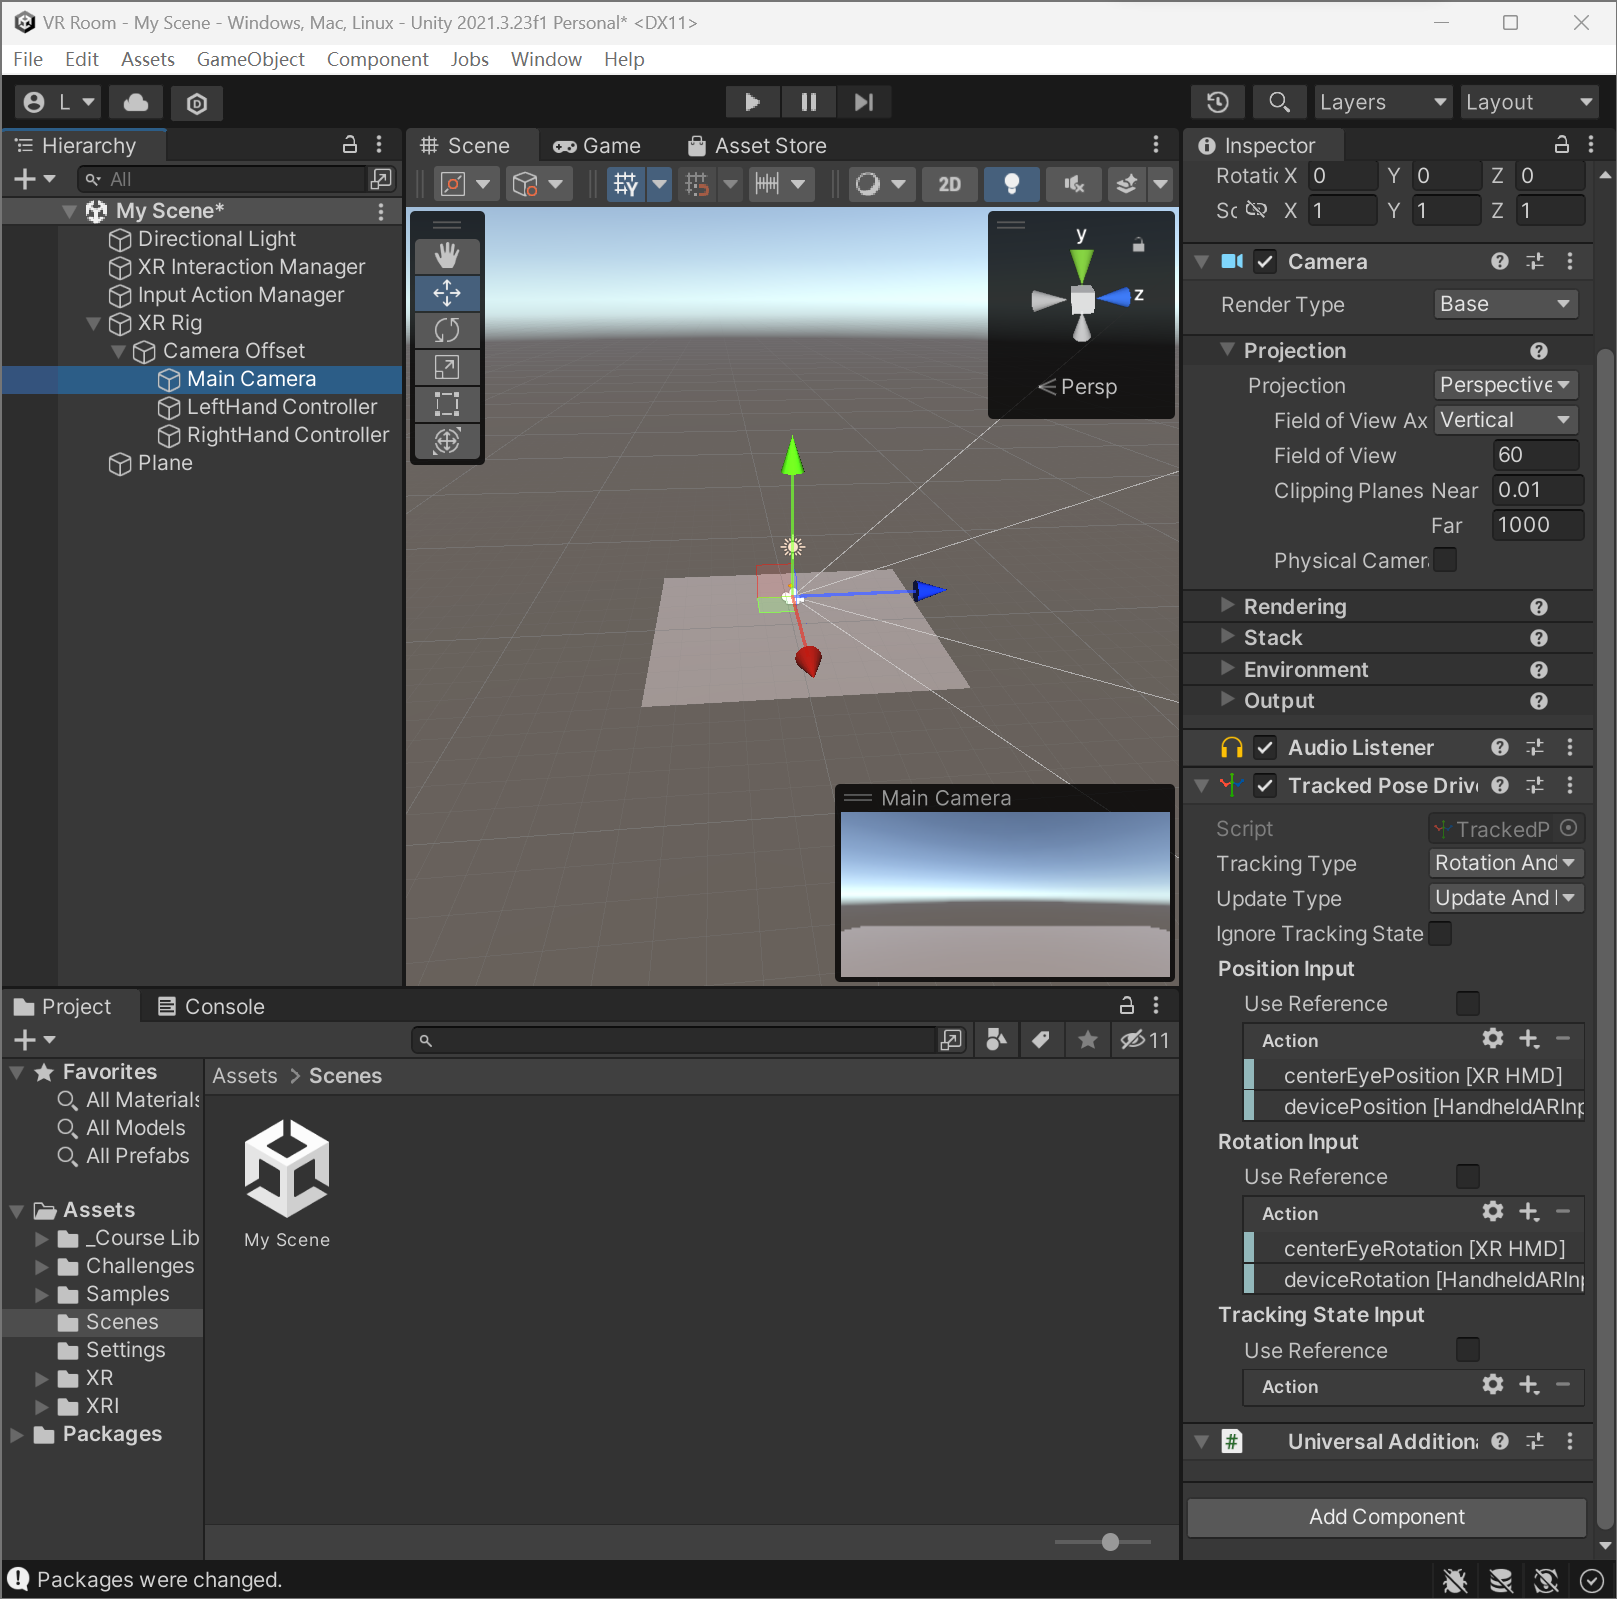 VR Room - My Scene - Windows, Mac, Linux - Unity 2021.3.23f1 Personal* <DX11>
File Edit Assets GameObject Component Jobs Window Help
L Layers Layout
Hierarchy
All
My Scene*
Directional Light
XR Interaction Manager
Input Action Manager
XR Rig
Camera Offset
Main Camera
LeftHand Controller
RightHand Controller
Plane
Scene Game Asset Store
2D
y
z
Persp
Main Camera
Inspector
Rotatic X 0 Y 0 Z 0
Sc X 1 Y 1 Z 1
Camera
Render Type Base
Projection
Projection Perspective
Field of View Ax Vertical
Field of View 60
Clipping Planes Near 0.01
Far 1000
Physical Camer
Rendering
Stack
Environment
Output
Audio Listener
Tracked Pose Drive
Script TrackedP
Tracking Type Rotation And
Update Type Update And
Ignore Tracking State
Position Input
Use Reference
Action
centerEyePosition [XR HMD]
devicePosition [HandheldARInp
Rotation Input
Use Reference
Action
centerEyeRotation [XR HMD]
deviceRotation [HandheldARInp
Tracking State Input
Use Reference
Action
# Universal Additiona
Add Component
Project Console
11
Favorites
All Materials
All Models
All Prefabs
Assets
_Course Lib
Challenges
Samples
Scenes
Settings
XR
XRI
Packages
Assets > Scenes
My Scene
Packages were changed.